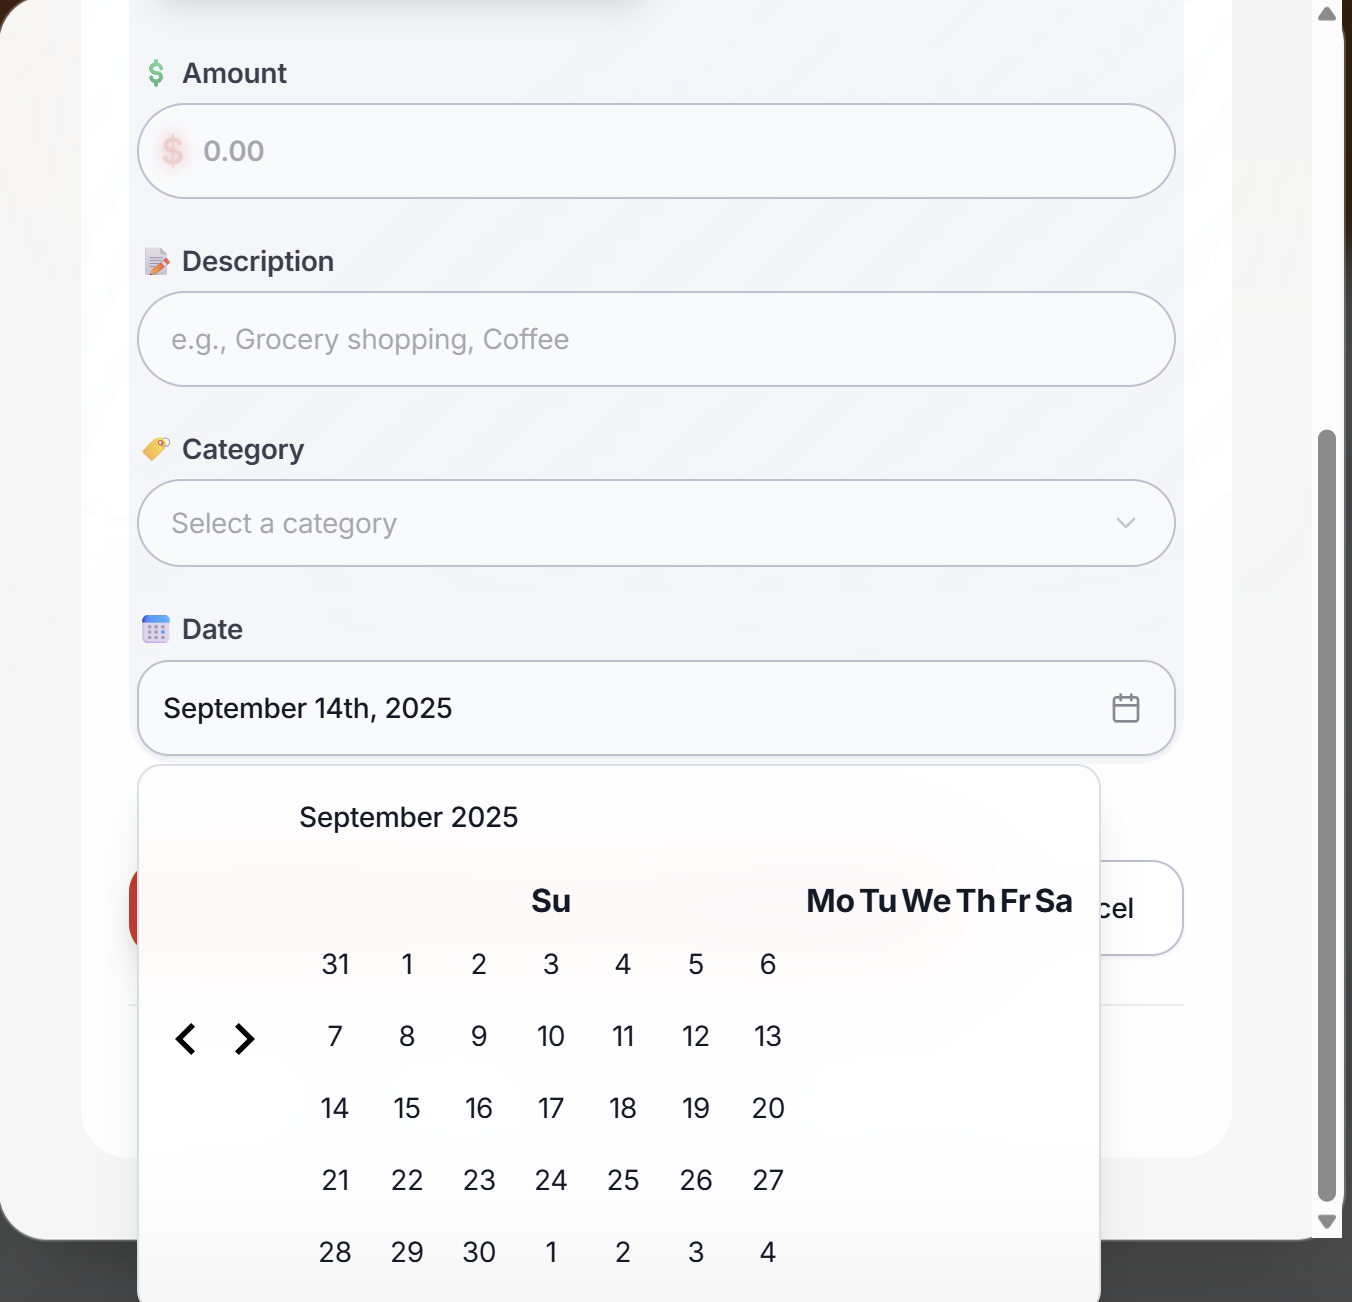 Amount
$ 0.00
Description
e.g., Grocery shopping, Coffee
Category
Select a category
Date
September 14th, 2025
September 2025
Su Mo Tu We Th Fr Sa
31 1 2 3 4 5 6
7 8 9 10 11 12 13
14 15 16 17 18 19 20
21 22 23 24 25 26 27
28 29 30 1 2 3 4
cel